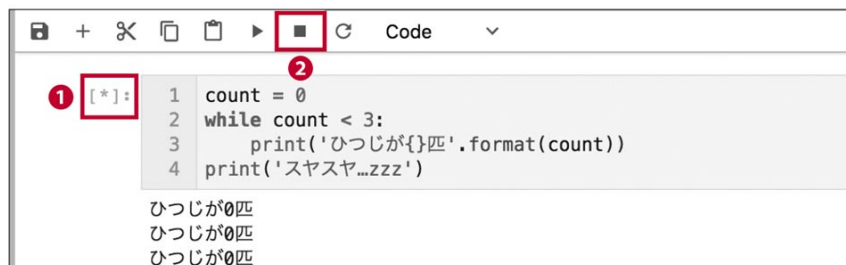 Code
❷
❶ [*]:
1 count = 0
2 while count < 3:
3     print('ひつじが{}匹'.format(count))
4 print('スヤスヤ…zzz')
ひつじが0匹
ひつじが0匹
ひつじが0匹